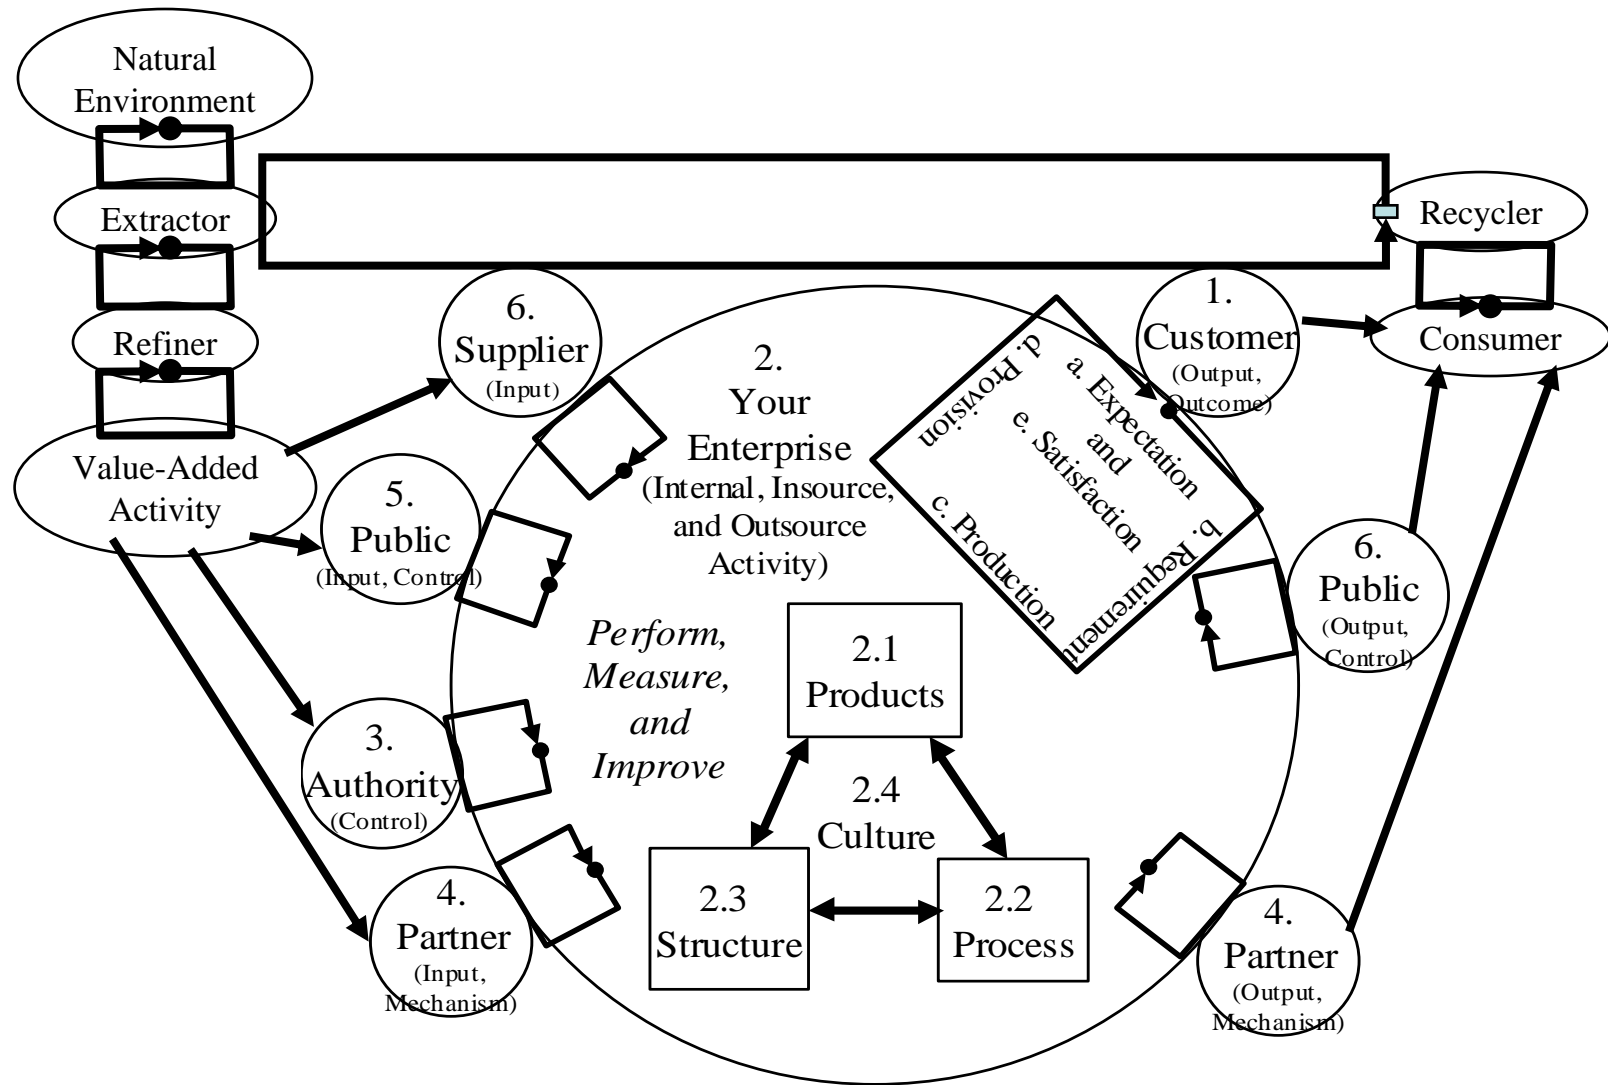 Natural
Environment
Extractor
Refiner
Value-Added
Activity
Recycler
Consumer
6.
Supplier
(Input)
5.
Public
(Input, Control)
3.
Authority
(Control)
4.
Partner
(Input,
Mechanism)
2.
Your
Enterprise
(Internal, Insource,
and Outsource
Activity)
Perform,
Measure,
and
Improve
2.1
Products
2.4
Culture
2.3
Structure
2.2
Process
d. Provision
a. Expectation
and
e. Satisfaction
c. Production
b. Requirement
1.
Customer
(Output,
Outcome)
6.
Public
(Output,
Control)
4.
Partner
(Output,
Mechanism)